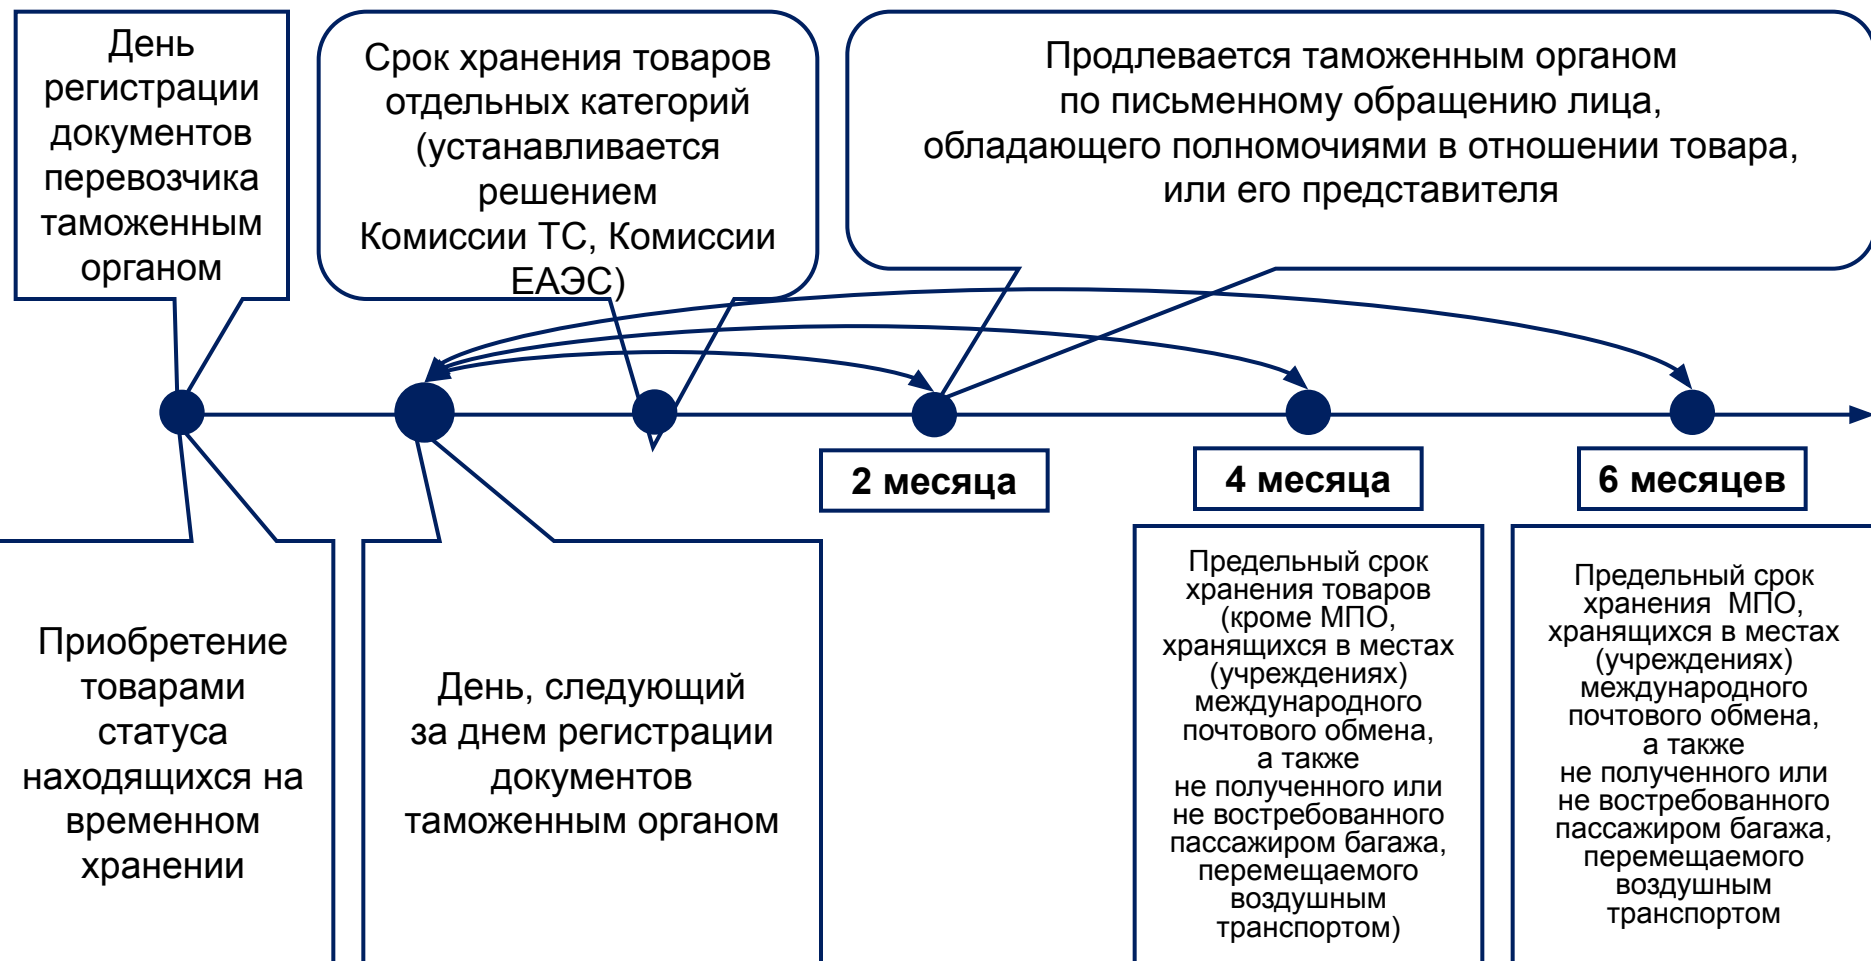 День
регистрации
документов
перевозчика
таможенным
органом
Срок хранения товаров
отдельных категорий
(устанавливается
решением
Комиссии ТС, Комиссии
ЕАЭС)
Продлевается таможенным органом
по письменному обращению лица,
обладающего полномочиями в отношении товара,
или его представителя
2 месяца
4 месяца
6 месяцев
Приобретение
товарами
статуса
находящихся на
временном
хранении
День, следующий
за днем регистрации
документов
таможенным органом
Предельный срок
хранения товаров
(кроме МПО,
хранящихся в местах
(учреждениях)
международного
почтового обмена,
а также
не полученного или
не востребованного
пассажиром багажа,
перемещаемого
воздушным
транспортом)
Предельный срок
хранения МПО,
хранящихся в местах
(учреждениях)
международного
почтового обмена,
а также
не полученного или
не востребованного
пассажиром багажа,
перемещаемого
воздушным
транспортом